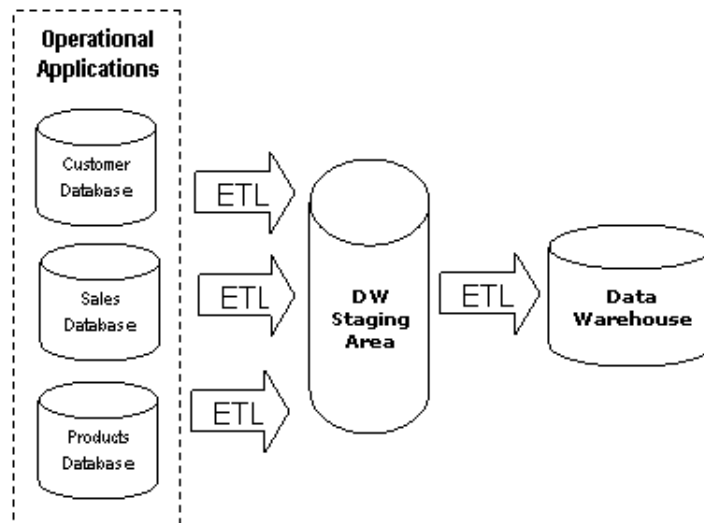 Operational
Applications
Customer
Database
ETL
Sales
Database
ETL
Products
Database
ETL
DW
Staging
Area
ETL
Data
Warehouse